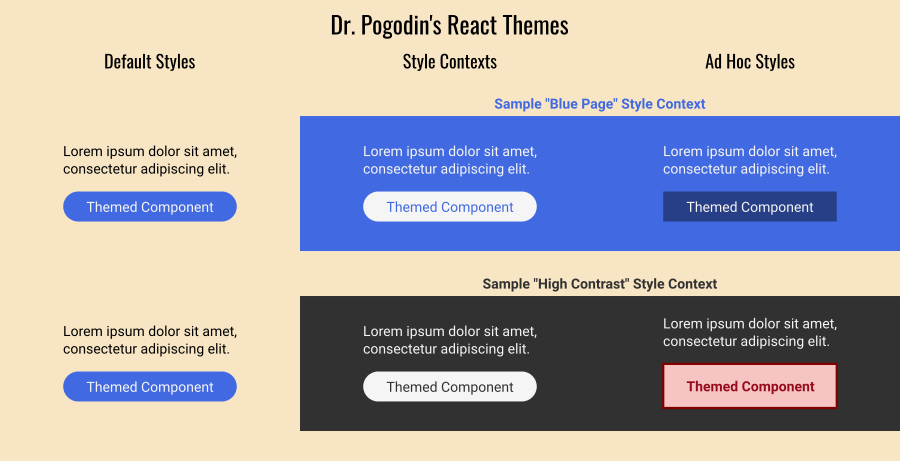 Dr. Pogodin's React Themes
Default Styles
Style Contexts
Ad Hoc Styles
Sample "Blue Page" Style Context
Lorem ipsum dolor sit amet,
consectetur adipiscing elit.
Themed Component
Lorem ipsum dolor sit amet,
consectetur adipiscing elit.
Themed Component
Lorem ipsum dolor sit amet,
consectetur adipiscing elit.
Themed Component
Sample "High Contrast" Style Context
Lorem ipsum dolor sit amet,
consectetur adipiscing elit.
Themed Component
Lorem ipsum dolor sit amet,
consectetur adipiscing elit.
Themed Component
Lorem ipsum dolor sit amet,
consectetur adipiscing elit.
Themed Component